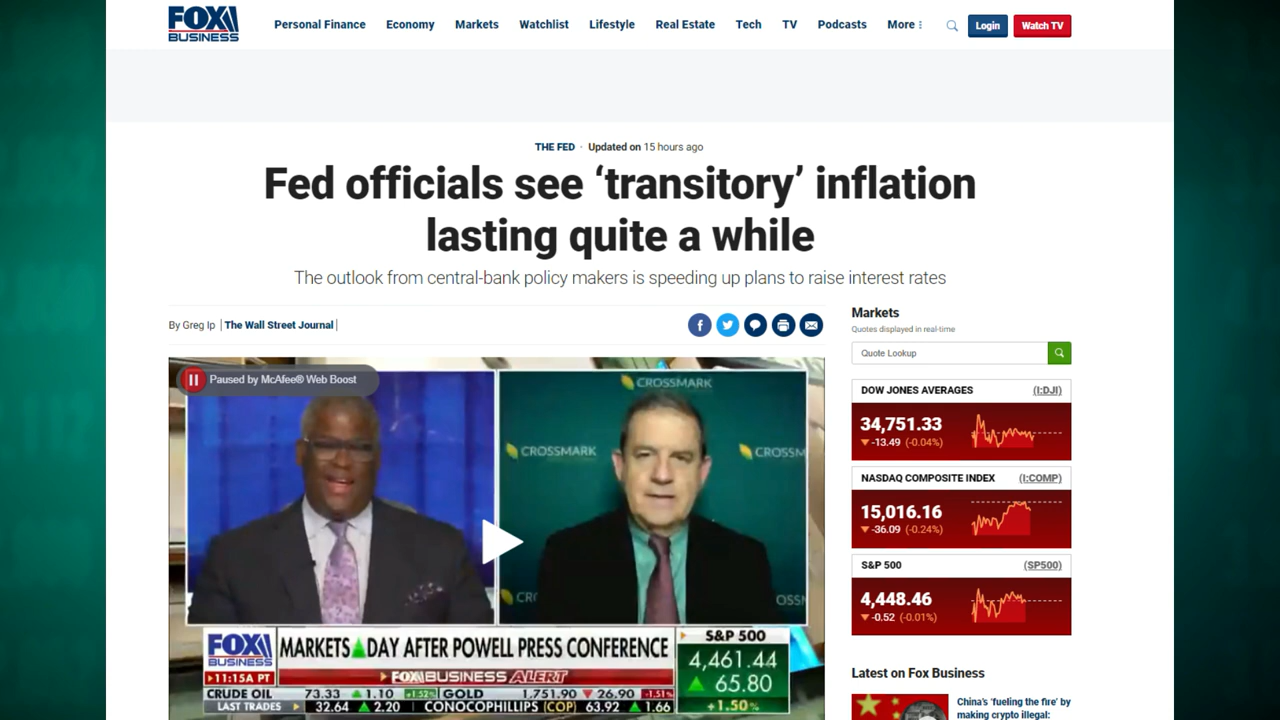 FOX
BUSINESS
Personal Finance Economy Markets Watchlist Lifestyle Real Estate Tech TV Podcasts More
Login
Watch TV
THE FED · Updated on 15 hours ago
Fed officials see ‘transitory’ inflation
lasting quite a while
The outlook from central-bank policy makers is speeding up plans to raise interest rates
By Greg Ip | The Wall Street Journal |
Paused by McAfee® Web Boost
CROSSMARK
CROSSMARK
CROSSM
CR
CROSSMARK
OSSM
FOX
BUSINESS
11:15A PT
MARKETS DAY AFTER POWELL PRESS CONFERENCE
FOX BUSINESS ALERT
S&P 500
4,461.44
65.80
+1.50%
CRUDE OIL 73.33 1.10 +1.52% GOLD 1,751.90 26.90 -1.51%
LAST TRADES 32.64 2.20 CONOCOPHILLIPS (COP) 63.92 1.66
Markets
Quotes displayed in real-time
Quote Lookup
DOW JONES AVERAGES (I:DJI)
34,751.33
-13.49 (-0.04%)
NASDAQ COMPOSITE INDEX (I:COMP)
15,016.16
-36.09 (-0.24%)
S&P 500 (SP500)
4,448.46
-0.52 (-0.01%)
Latest on Fox Business
China's 'fueling the fire' by
making crypto illegal: